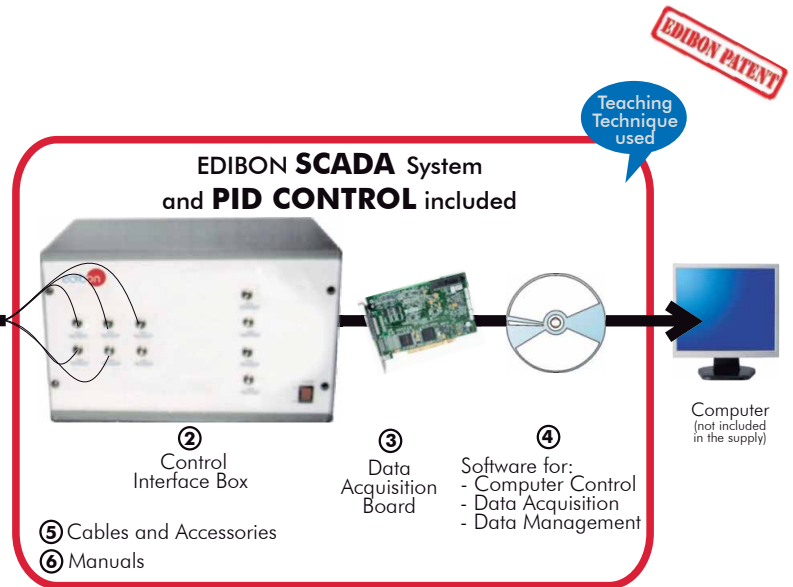 EDIBON PATENT
Teaching
Technique
used
EDIBON SCADA System
and PID CONTROL included
edibon
2
Control
Interface Box
3
Data
Acquisition
Board
4
Software for:
- Computer Control
- Data Acquisition
- Data Management
Computer
(not included
in the supply)
5 Cables and Accessories
6 Manuals